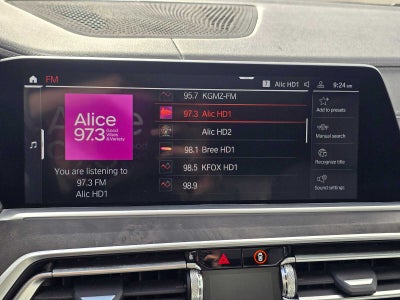 FM
Alic HD1
9:24 am
Alice
97.3
Good
Vibes
& Variety
You are listening to
97.3 FM
Alic HD1
95.7 KGMZ-FM
97.3 Alic HD1
Alic HD2
98.1 Bree HD1
98.5 KFOX HD1
98.9
Add to presets
Manual search
Recognize title
Sound settings